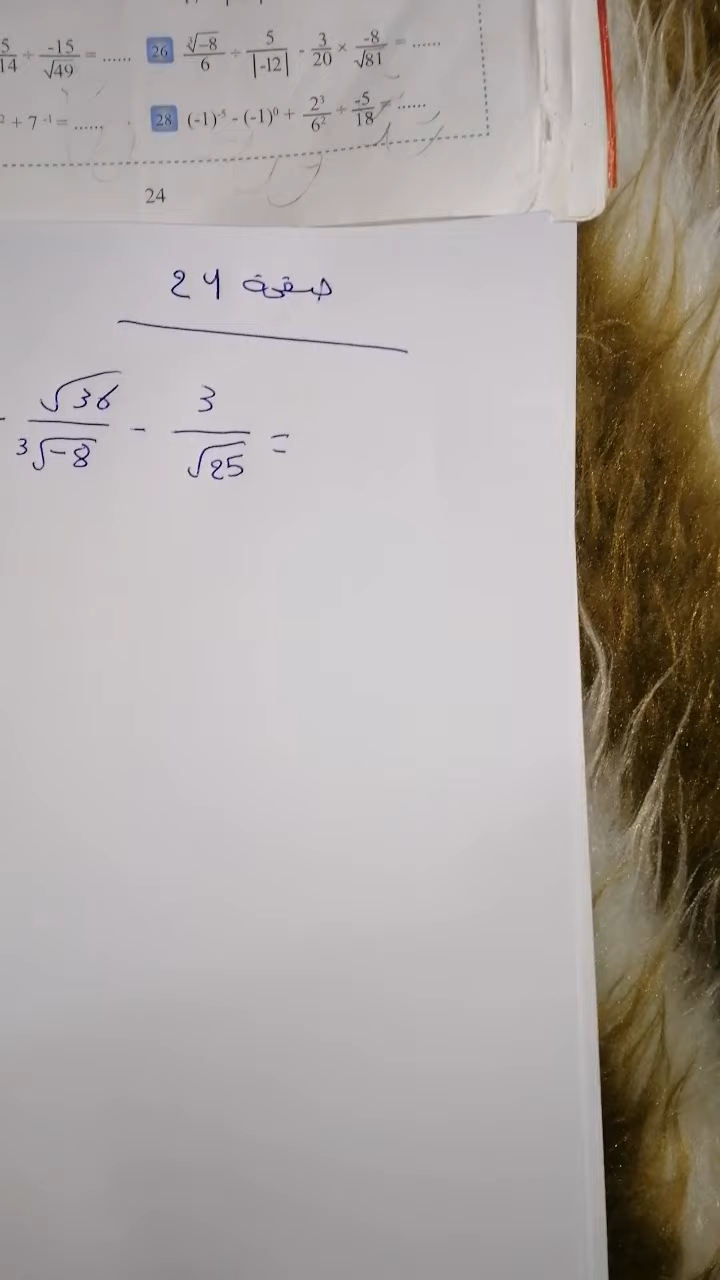 5/14 ÷ -15/√49 = ...... 26 ∛-8/6 ÷ 5/|-12| - 3/20 × -8/√81 = ......
² + 7⁻¹ = ...... 28 (-1)⁻⁵ - (-1)⁰ + 2³/6² ÷ -5/18 = ......
24
صفحة 24
- √36/∛-8 - 3/√25 =